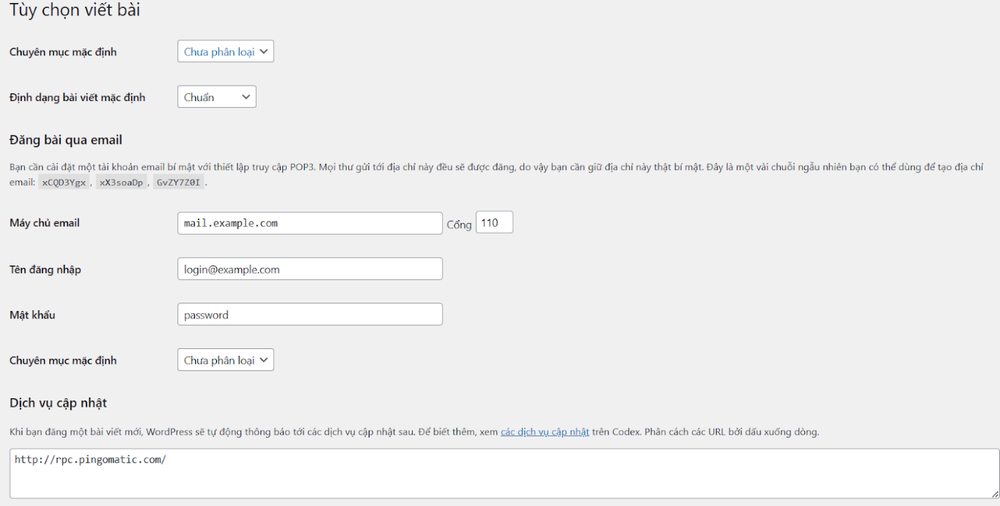 Tùy chọn viết bài
Chuyên mục mặc định Chưa phân loại
Định dạng bài viết mặc định Chuẩn
Đăng bài qua email
Bạn cần cài đặt một tài khoản email bí mật với thiết lập truy cập POP3. Mọi thư gửi tới địa chỉ này đều sẽ được đăng, do vậy bạn cần giữ địa chỉ này thật bí mật. Đây là một vài chuỗi ngẫu nhiên bạn có thể dùng để tạo địa chỉ
email: xCQD3Ygx , xX3soaDp , GvZY7Z0I .
Máy chủ email mail.example.com Cổng 110
Tên đăng nhập login@example.com
Mật khẩu password
Chuyên mục mặc định Chưa phân loại
Dịch vụ cập nhật
Khi bạn đăng một bài viết mới, WordPress sẽ tự động thông báo tới các dịch vụ cập nhật sau. Để biết thêm, xem các dịch vụ cập nhật trên Codex. Phân cách các URL bởi dấu xuống dòng.
http://rpc.pingomatic.com/